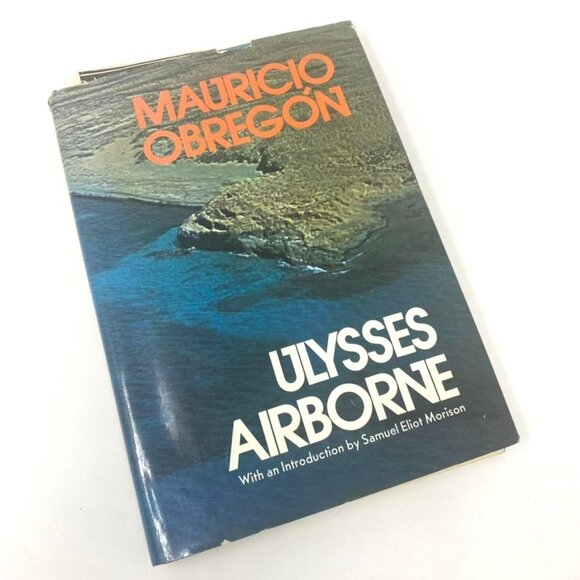 MAURICIO
OBREGÓN
ULYSSES
AIRBORNE
With an Introduction by Samuel Eliot Morison